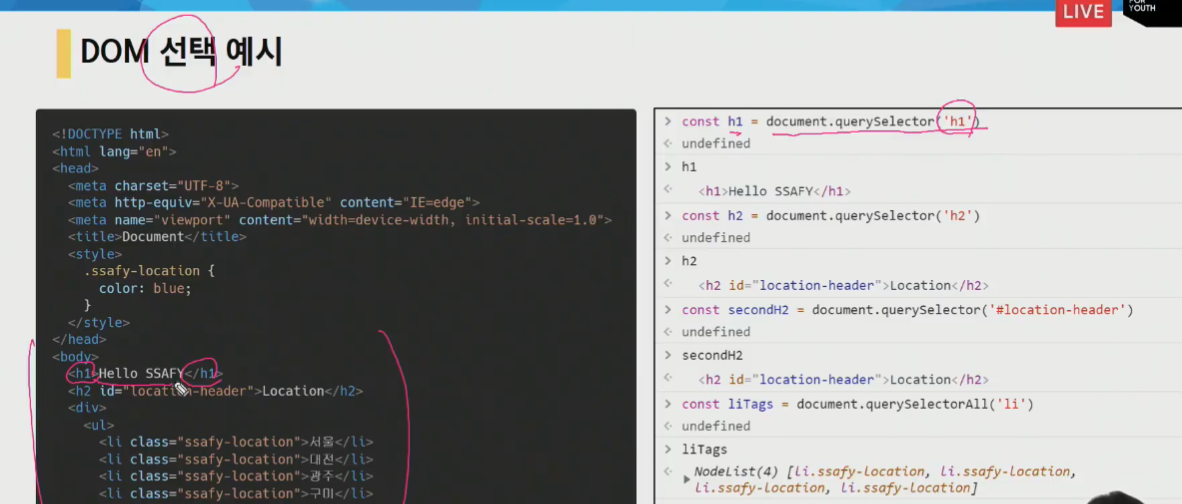 LIVE
FOR
YOUTH
DOM 선택 예시
<!DOCTYPE html>
<html lang="en">
<head>
<meta charset="UTF-8">
<meta http-equiv="X-UA-Compatible" content="IE=edge">
<meta name="viewport" content="width=device-width, initial-scale=1.0">
<title>Document</title>
<style>
.ssafy-location {
color: blue;
}
</style>
</head>
<body>
<h1>Hello SSAFY</h1>
<h2 id="location-header">Location</h2>
<div>
<ul>
<li class="ssafy-location">서울</li>
<li class="ssafy-location">대전</li>
<li class="ssafy-location">광주</li>
<li class="ssafy-location">구미</li>
> const h1 = document.querySelector('h1')
undefined
> h1
<h1>Hello SSAFY</h1>
> const h2 = document.querySelector('h2')
undefined
> h2
<h2 id="location-header">Location</h2>
> const secondH2 = document.querySelector('#location-header')
undefined
> secondH2
<h2 id="location-header">Location</h2>
> const liTags = document.querySelectorAll('li')
undefined
> liTags
NodeList(4) [li.ssafy-location, li.ssafy-location,
li.ssafy-location, li.ssafy-location]